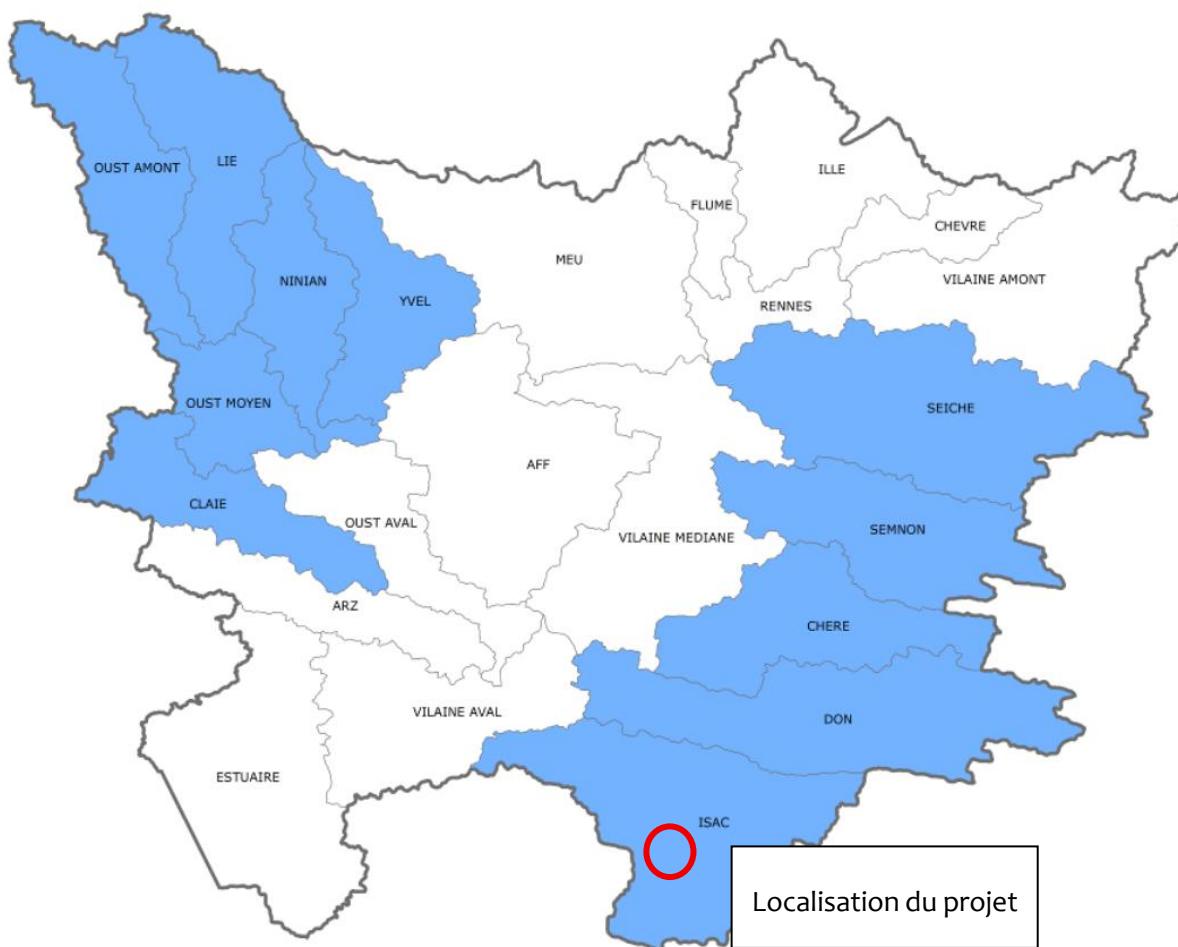 ILLE
OUST AMONT
LIE
FLUME
CHEVRE
MEU
NINIAN
YVEL
VILAINE AMONT
RENNES
OUST MOYEN
SEICHE
AFF
CLAIE
OUST AVAL
SEMNON
VILAINE MEDIANE
ARZ
CHERE
VILAINE AVAL
DON
ESTUAIRE
ISAC
Localisation du projet